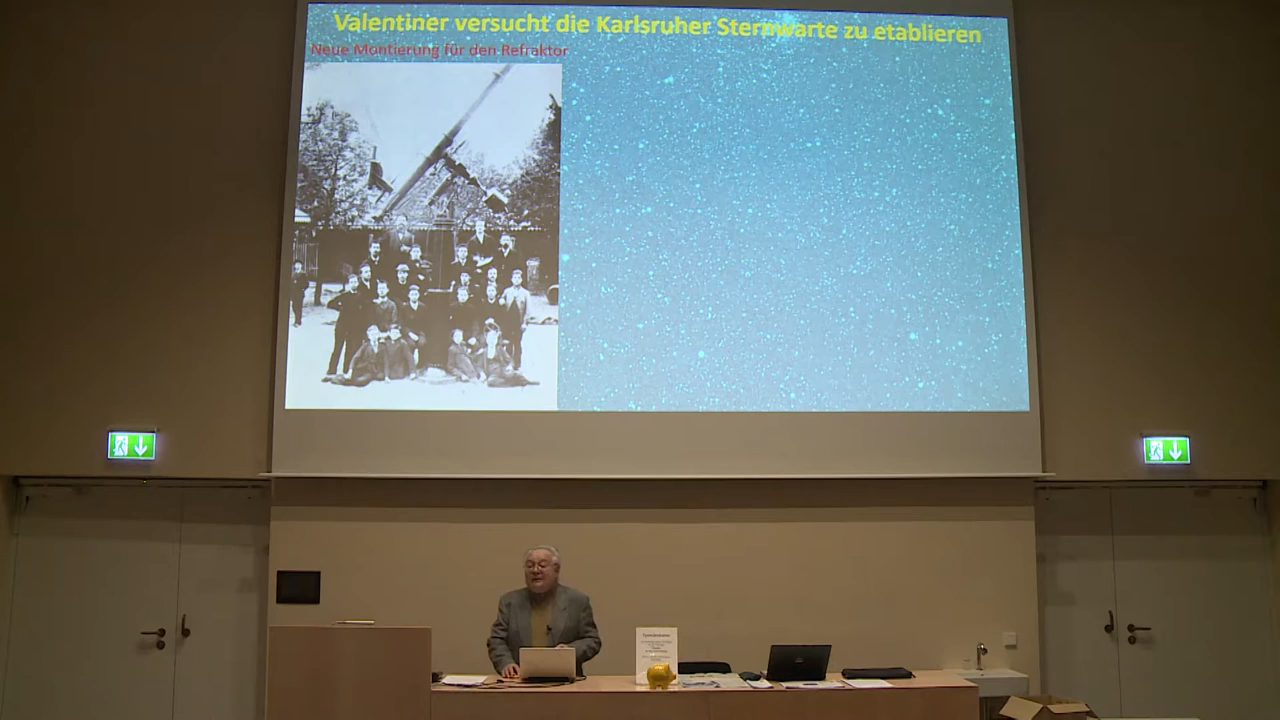 Valentiner versucht die Karlsruher Sternwarte zu etablieren
Neue Montierung für den Refraktor